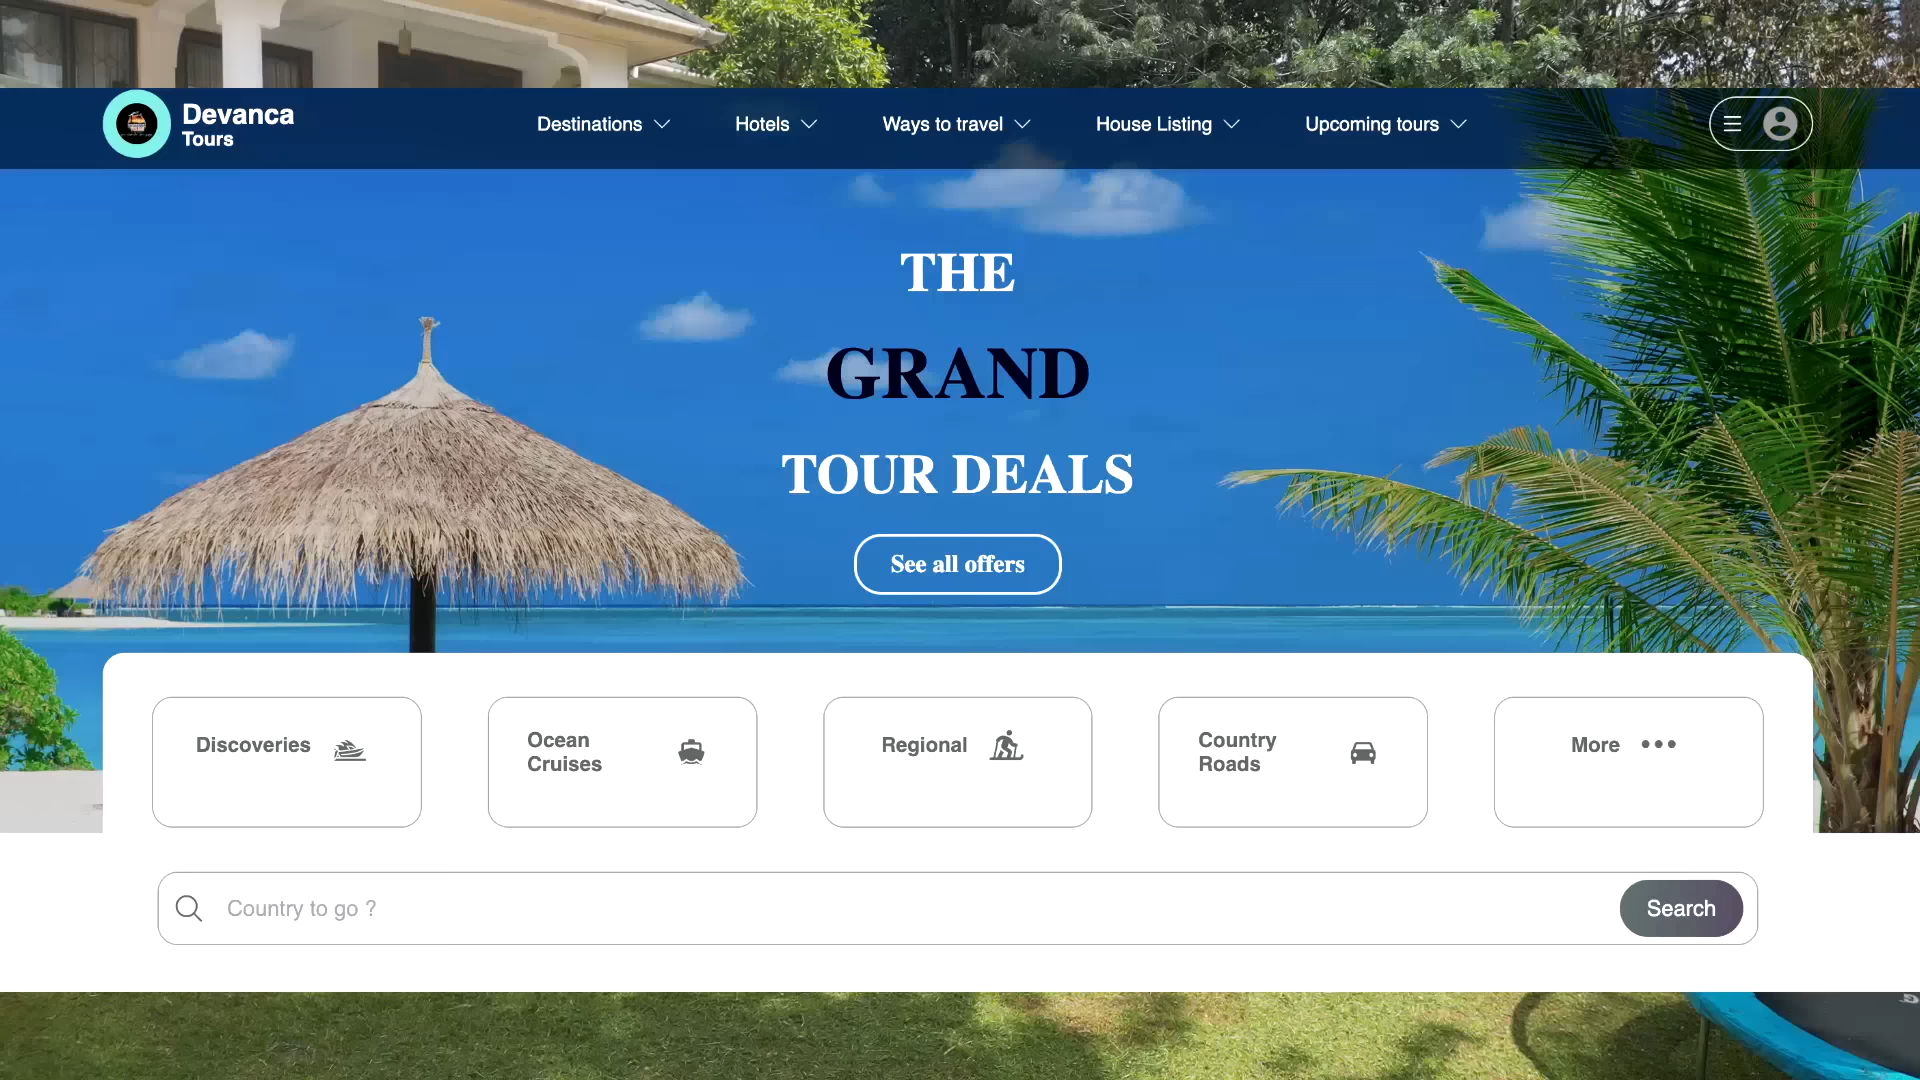 Devanca
Tours
Destinations
Hotels
Ways to travel
House Listing
Upcoming tours
THE
GRAND
TOUR DEALS
See all offers
Discoveries
Ocean
Cruises
Regional
Country
Roads
More
Country to go ?
Search